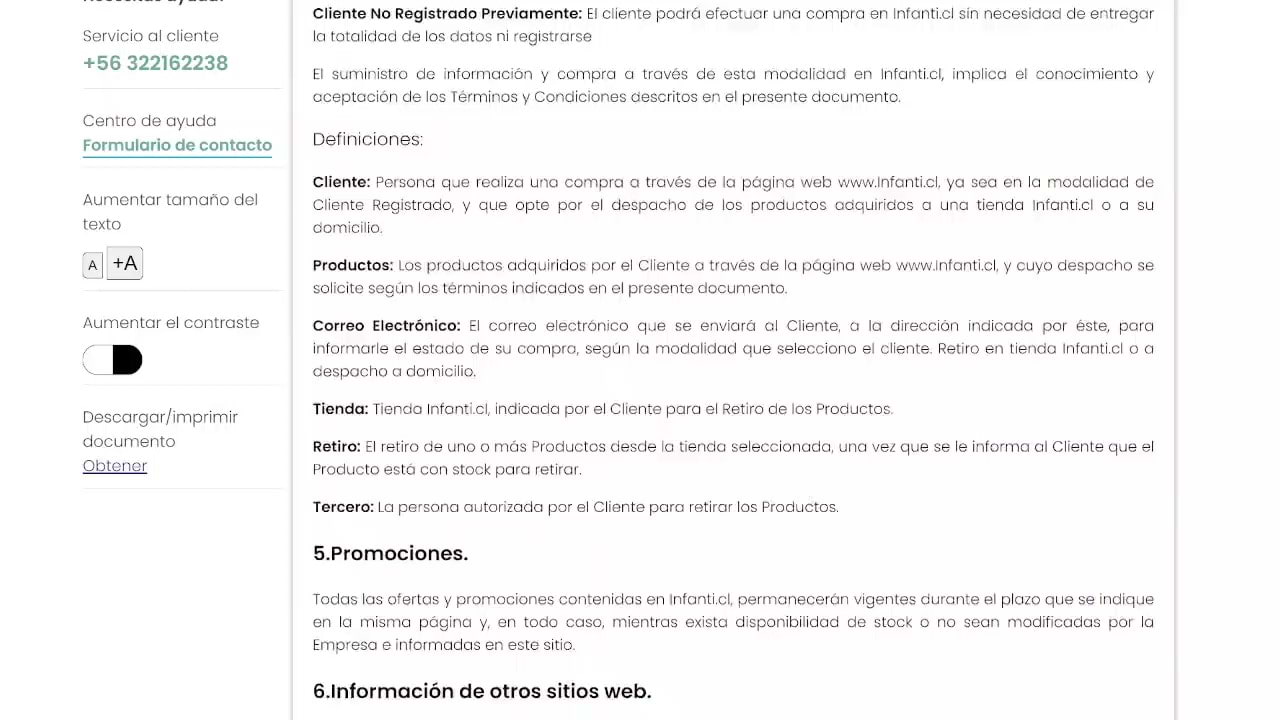 Necesitas ayuda?
Servicio al cliente
+56 322162238
Centro de ayuda
Formulario de contacto
Aumentar tamaño del
texto
A +A
Aumentar el contraste
Descargar/imprimir
documento
Obtener
Cliente No Registrado Previamente: El cliente podrá efectuar una compra en Infanti.cl sin necesidad de entregar
la totalidad de los datos ni registrarse
El suministro de información y compra a través de esta modalidad en Infanti.cl, implica el conocimiento y
aceptación de los Términos y Condiciones descritos en el presente documento.
Definiciones:
Cliente: Persona que realiza una compra a través de la página web www.Infanti.cl, ya sea en la modalidad de
Cliente Registrado, y que opte por el despacho de los productos adquiridos a una tienda Infanti.cl o a su
domicilio.
Productos: Los productos adquiridos por el Cliente a través de la página web www.Infanti.cl, y cuyo despacho se
solicite según los términos indicados en el presente documento.
Correo Electrónico: El correo electrónico que se enviará al Cliente, a la dirección indicada por éste, para
informarle el estado de su compra, según la modalidad que selecciono el cliente. Retiro en tienda Infanti.cl o a
despacho a domicilio.
Tienda: Tienda Infanti.cl, indicada por el Cliente para el Retiro de los Productos.
Retiro: El retiro de uno o más Productos desde la tienda seleccionada, una vez que se le informa al Cliente que el
Producto está con stock para retirar.
Tercero: La persona autorizada por el Cliente para retirar los Productos.
5.Promociones.
Todas las ofertas y promociones contenidas en Infanti.cl, permanecerán vigentes durante el plazo que se indique
en la misma página y, en todo caso, mientras exista disponibilidad de stock o no sean modificadas por la
Empresa e informadas en este sitio.
6.Información de otros sitios web.